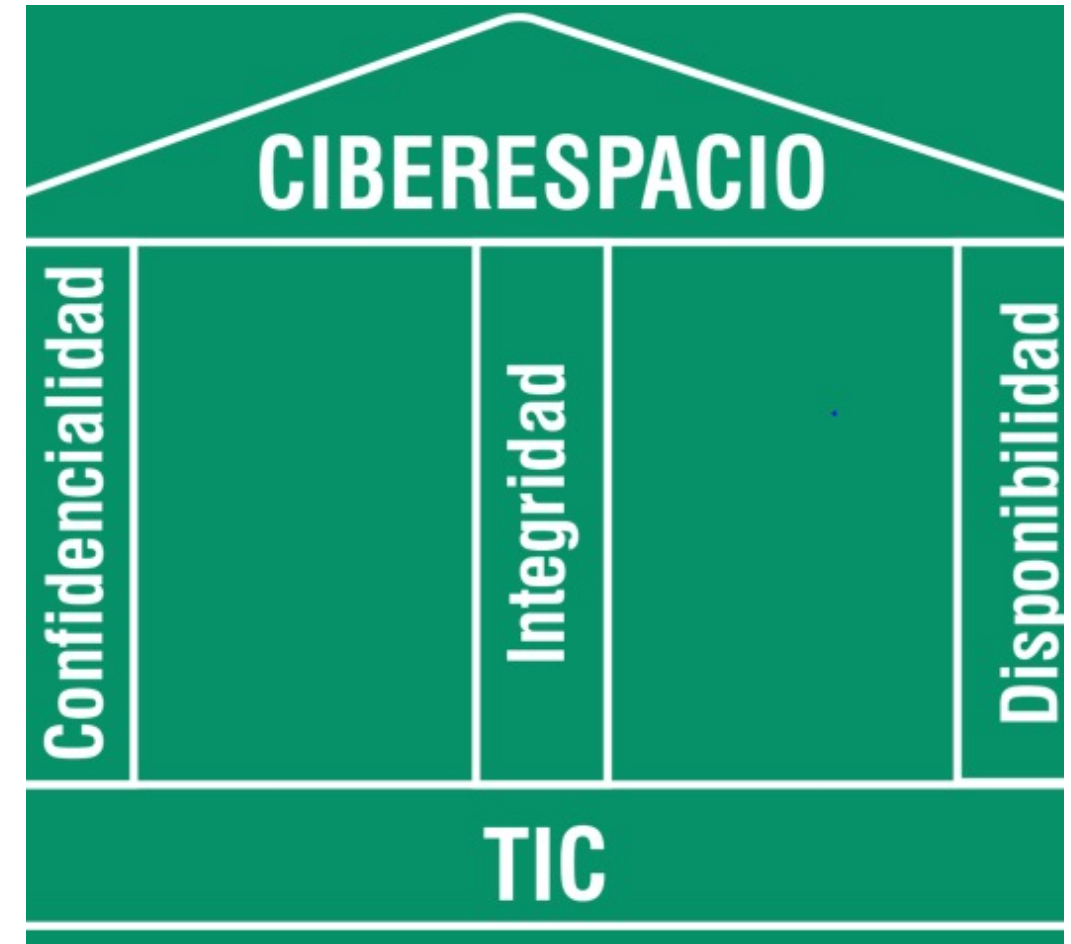 CIBERESPACIO
Confidencialidad
Integridad
Disponibilidad
TIC